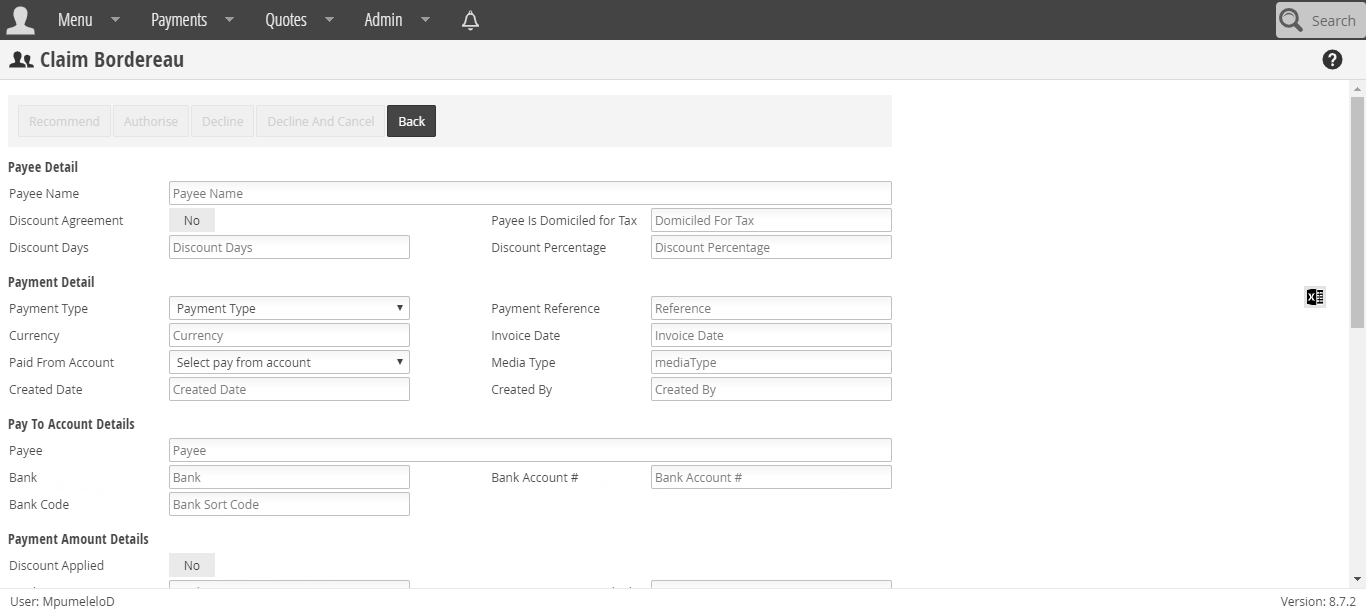 Menu Payments Quotes Admin Search
Claim Bordereau
Recommend Authorise Decline Decline And Cancel Back
Payee Detail
Payee Name Payee Name
Discount Agreement No Payee Is Domiciled for Tax Domiciled For Tax
Discount Days Discount Days Discount Percentage Discount Percentage
Payment Detail
Payment Type Payment Type Payment Reference Reference
Currency Currency Invoice Date Invoice Date
Paid From Account Select pay from account Media Type mediaType
Created Date Created Date Created By Created By
Pay To Account Details
Payee Payee
Bank Bank Bank Account # Bank Account #
Bank Code Bank Sort Code
Payment Amount Details
Discount Applied No
User: MpumeleloD Version: 8.7.2